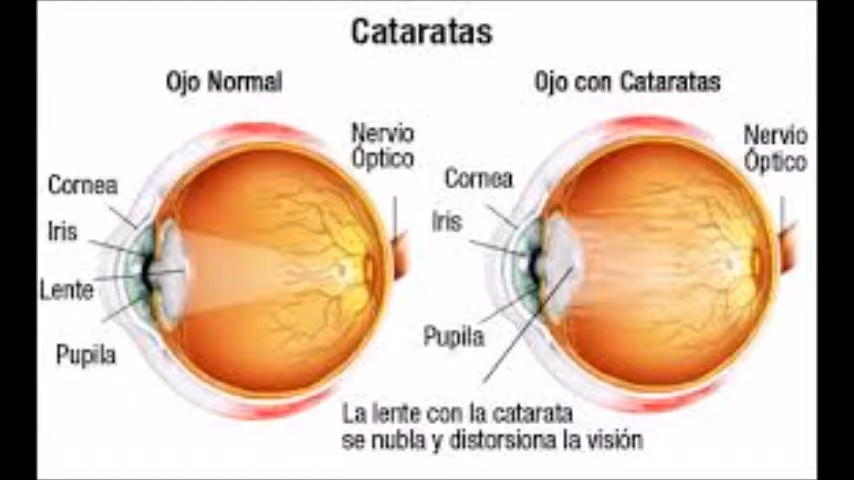 Cataratas
Ojo Normal
Nervio
Óptico
Cornea
Iris
Lente
Pupila
Ojo con Cataratas
Nervio
Óptico
Cornea
Iris
Pupila
La lente con la catarata
se nubla y distorsiona la visión